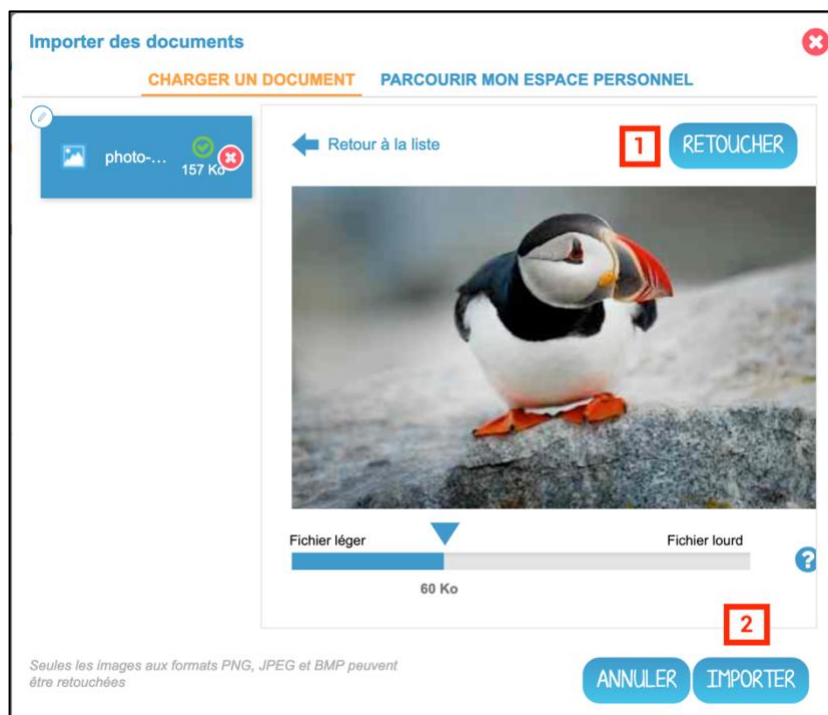 Importer des documents
CHARGER UN DOCUMENT PARCOURIR MON ESPACE PERSONNEL
photo-...
157 Ko
Retour à la liste
1 RETOUCHER
Fichier léger Fichier lourd
?
60 Ko
2
Seules les images aux formats PNG, JPEG et BMP peuvent
être retouchées
ANNULER IMPORTER